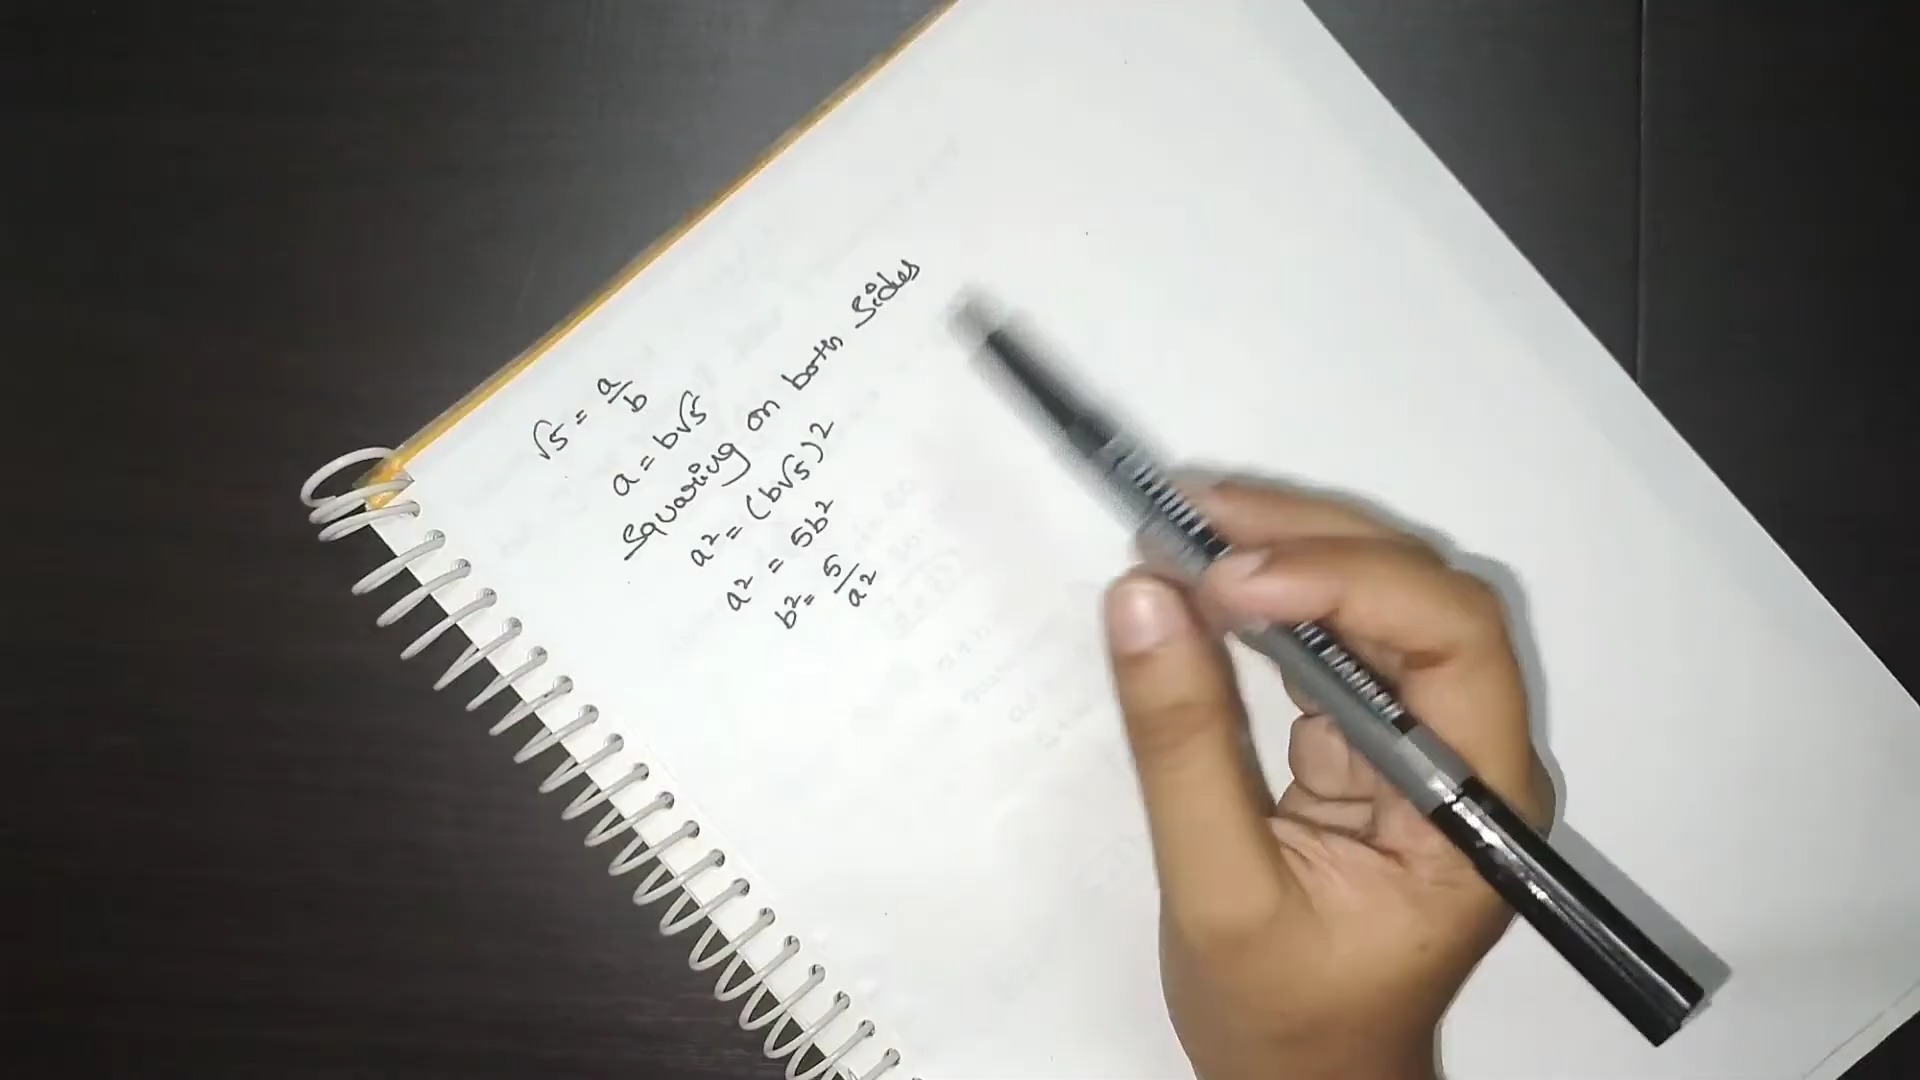 √5 = a/b
a = b√5
Squaring on both sides
a² = (b√5)2
a² = 5b²
b² = 5/a²